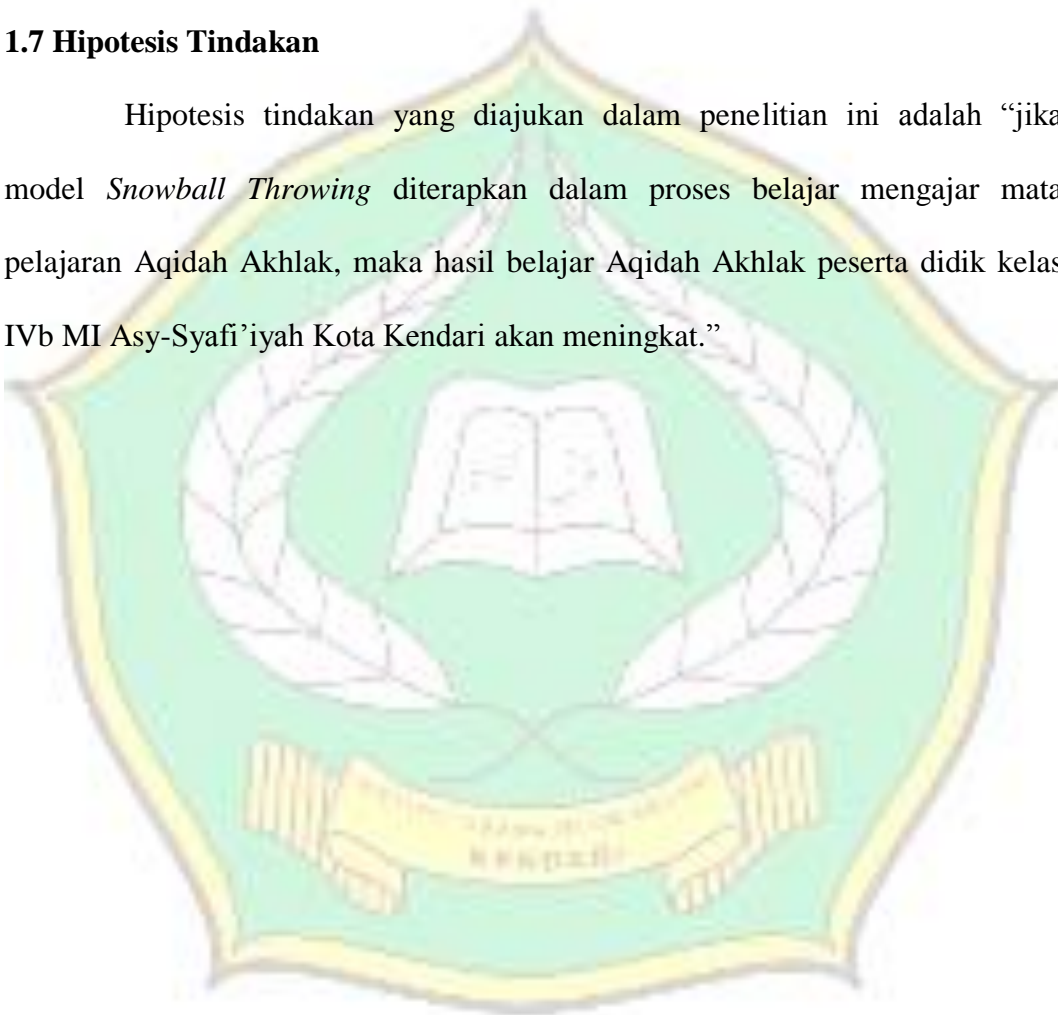 1.7 Hipotesis Tindakan
Hipotesis tindakan yang diajukan dalam penelitian ini adalah “jika
model Snowball Throwing diterapkan dalam proses belajar mengajar mata
pelajaran Aqidah Akhlak, maka hasil belajar Aqidah Akhlak peserta didik kelas
IVb MI Asy-Syafi’iyah Kota Kendari akan meningkat.”
KENDARI